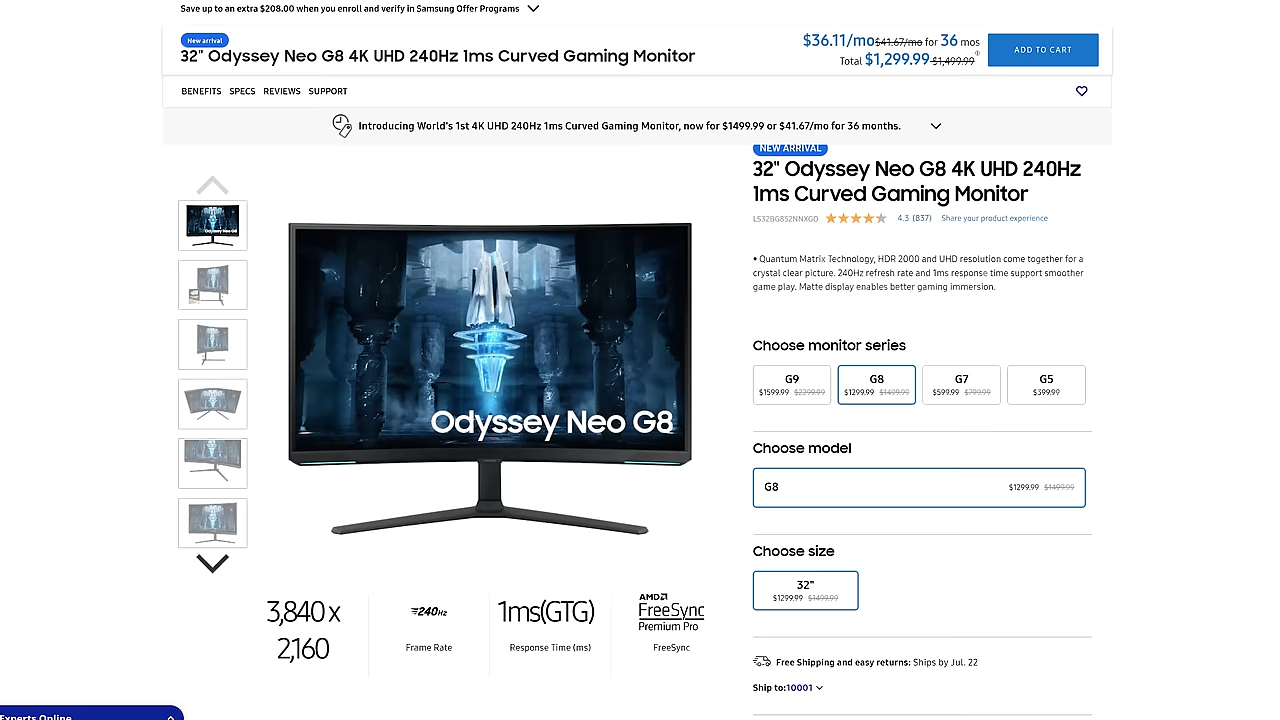 Save up to an extra $208.00 when you enroll and verify in Samsung Offer Programs
New arrival
32" Odyssey Neo G8 4K UHD 240Hz 1ms Curved Gaming Monitor
$36.11/mo $41.67/mo for 36 mos
Total $1,299.99 $1,499.99
ADD TO CART
BENEFITS SPECS REVIEWS SUPPORT
Introducing World's 1st 4K UHD 240Hz 1ms Curved Gaming Monitor, now for $1499.99 or $41.67/mo for 36 months.
NEW ARRIVAL
32" Odyssey Neo G8 4K UHD 240Hz
1ms Curved Gaming Monitor
LS32BG852NNXGO 4.3 (837) Share your product experience
• Quantum Matrix Technology, HDR 2000 and UHD resolution come together for a
crystal clear picture. 240Hz refresh rate and 1ms response time support smoother
game play. Matte display enables better gaming immersion.
Odyssey Neo G8
Choose monitor series
G9
$1599.99 $2299.99
G8
$1299.99 $1499.99
G7
$599.99 $799.99
G5
$399.99
Choose model
G8 $1299.99 $1499.99
Choose size
32"
$1299.99 $1499.99
3,840 x
2,160
240Hz
Frame Rate
1ms(GTG)
Response Time (ms)
AMD
FreeSync
Premium Pro
FreeSync
Free Shipping and easy returns: Ships by Jul. 22
Ship to:10001
Experts Online